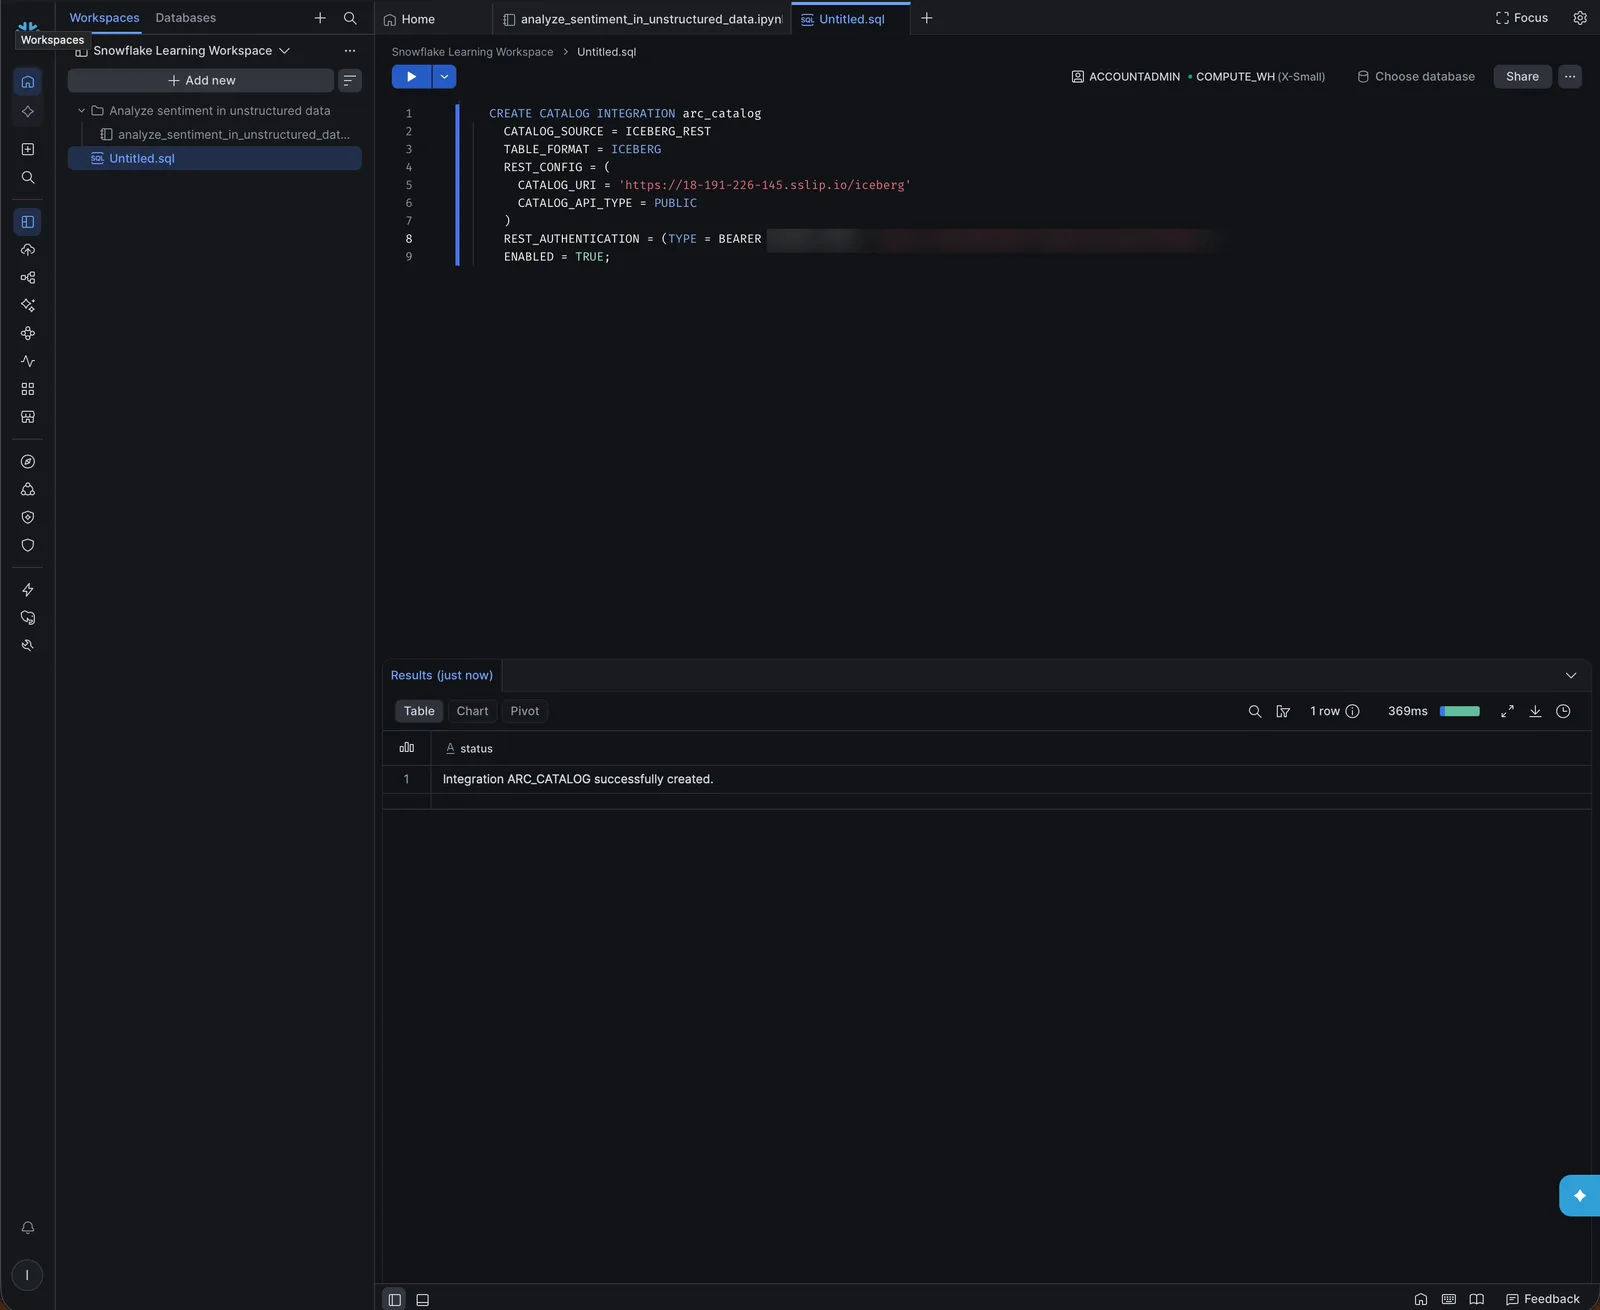 Workspaces
Databases
Workspaces
Snowflake Learning Workspace
Add new
Analyze sentiment in unstructured data
analyze_sentiment_in_unstructured_dat...
SQL Untitled.sql
Home
analyze_sentiment_in_unstructured_data.ipyn
SQL Untitled.sql
Focus
Snowflake Learning Workspace > Untitled.sql
ACCOUNTADMIN • COMPUTE_WH (X-Small)
Choose database
Share
1 CREATE CATALOG INTEGRATION arc_catalog
2 CATALOG_SOURCE = ICEBERG_REST
3 TABLE_FORMAT = ICEBERG
4 REST_CONFIG = (
5 CATALOG_URI = 'https://18-191-226-145.sslip.io/iceberg'
6 CATALOG_API_TYPE = PUBLIC
7 )
8 REST_AUTHENTICATION = (TYPE = BEARER
9 ENABLED = TRUE;
Results (just now)
Table
Chart
Pivot
1 row
369ms
A status
1 Integration ARC_CATALOG successfully created.
I
Feedback